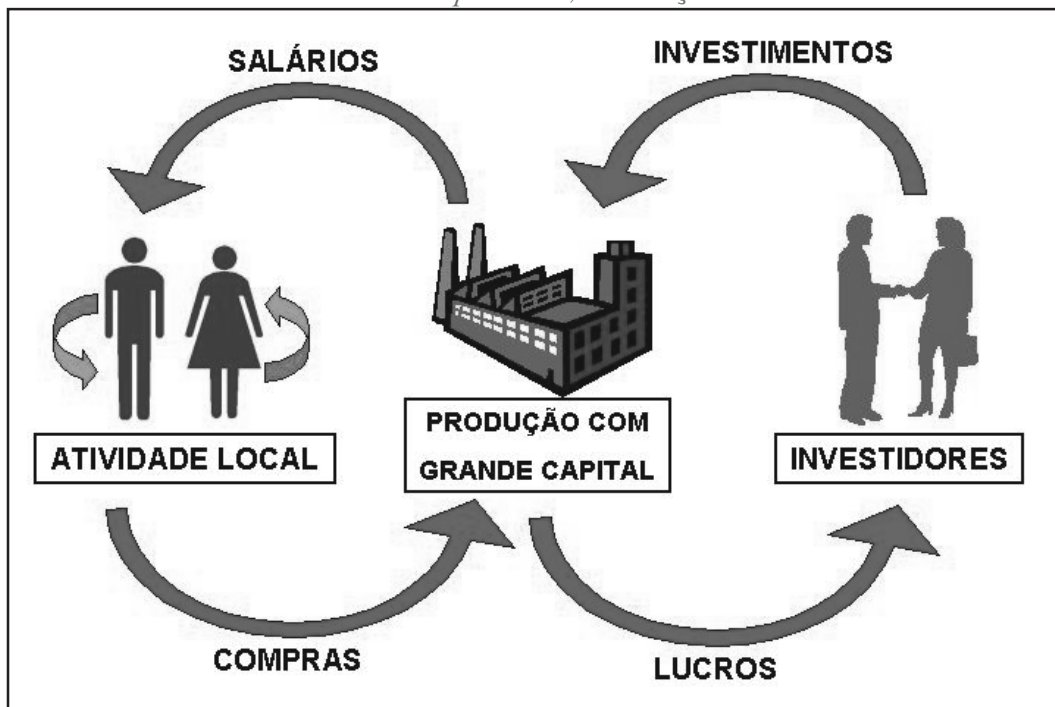 SALÁRIOS
INVESTIMENTOS
ATIVIDADE LOCAL
PRODUÇÃO COM
GRANDE CAPITAL
INVESTIDORES
COMPRAS
LUCROS